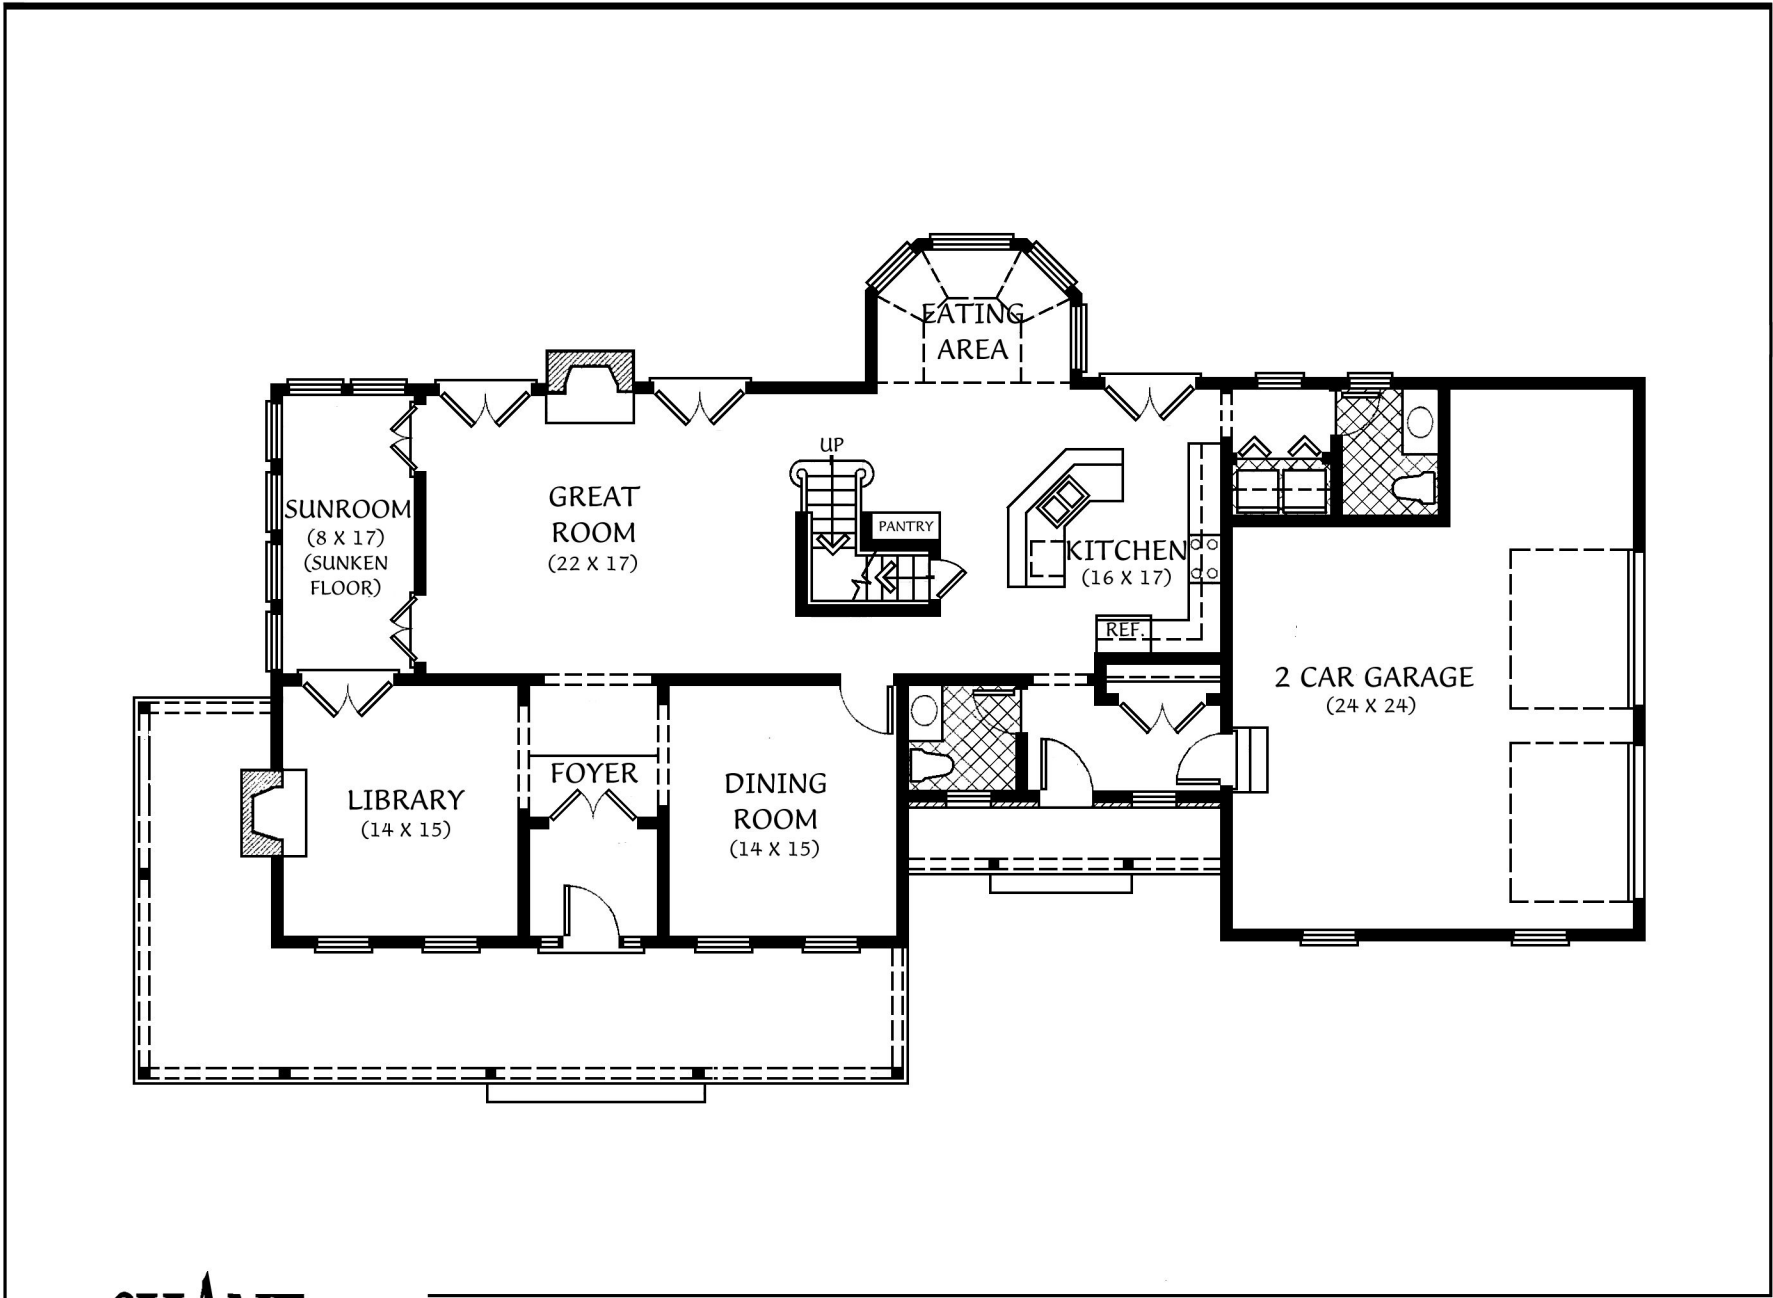 EATING
AREA
UP
GREAT
ROOM
(22 X 17)
SUNROOM
(8 X 17)
(SUNKEN
FLOOR)
PANTRY
KITCHEN
(16 X 17)
REF.
2 CAR GARAGE
(24 X 24)
FOYER
LIBRARY
(14 X 15)
DINING
ROOM
(14 X 15)